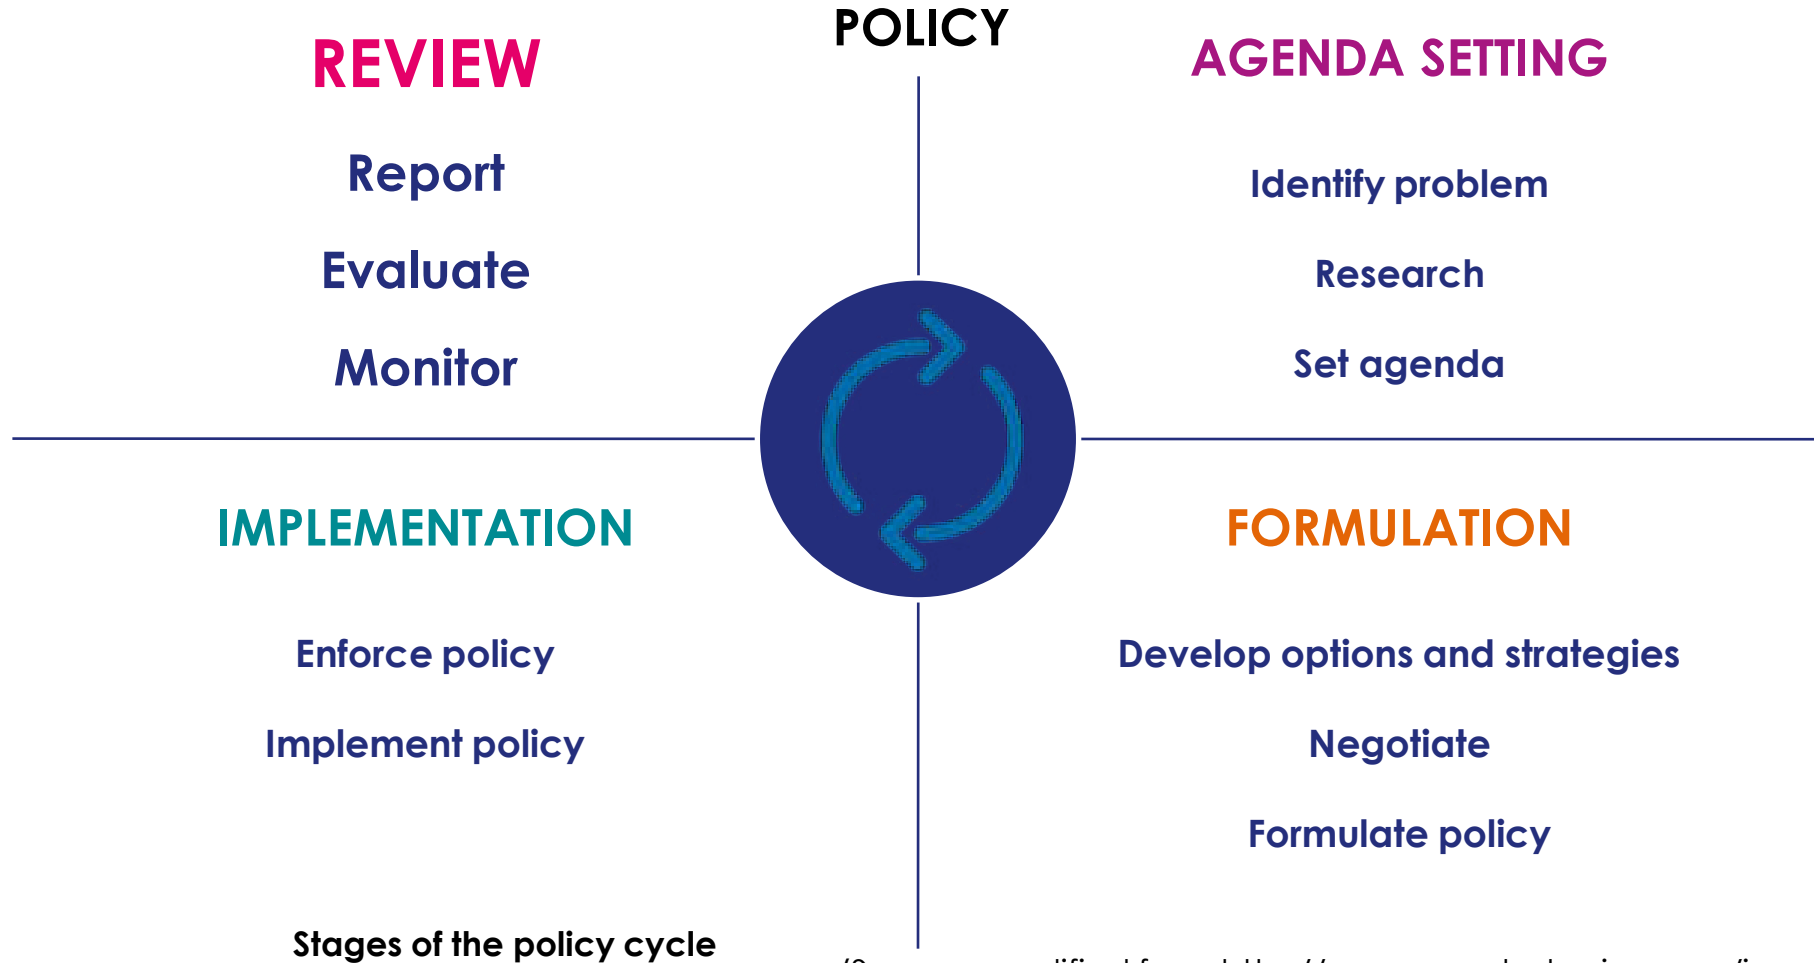 POLICY
REVIEW
Report
Evaluate
Monitor
AGENDA SETTING
Identify problem
Research
Set agenda
IMPLEMENTATION
Enforce policy
Implement policy
FORMULATION
Develop options and strategies
Negotiate
Formulate policy
Stages of the policy cycle